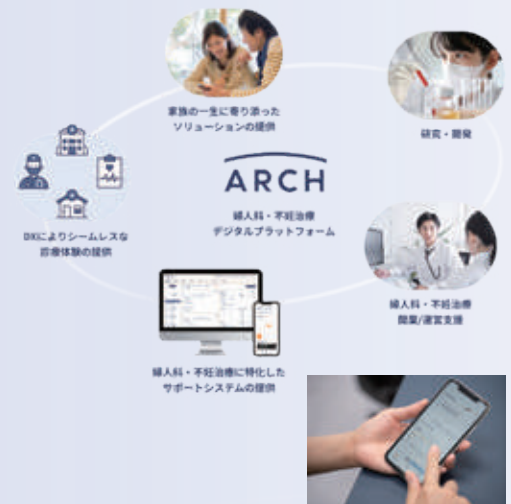 家族の一生に寄り添った
ソリューションの提供
研究・開発
ARCH
婦人科・不妊治療
デジタルプラットフォーム
DXによりシームレスな
診療体験の提供
婦人科・不妊治療
開業/運営支援
婦人科・不妊治療に特化した
サポートシステムの提供